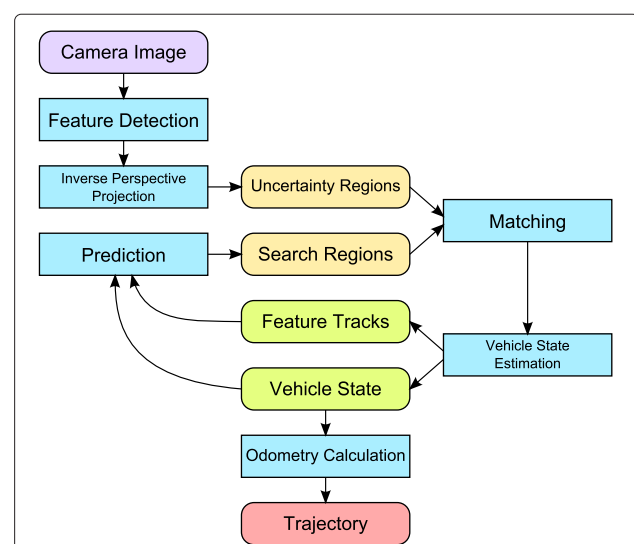 Camera Image
Feature Detection
Inverse Perspective
Projection
Uncertainty Regions
Matching
Prediction
Search Regions
Feature Tracks
Vehicle State
Estimation
Vehicle State
Odometry Calculation
Trajectory